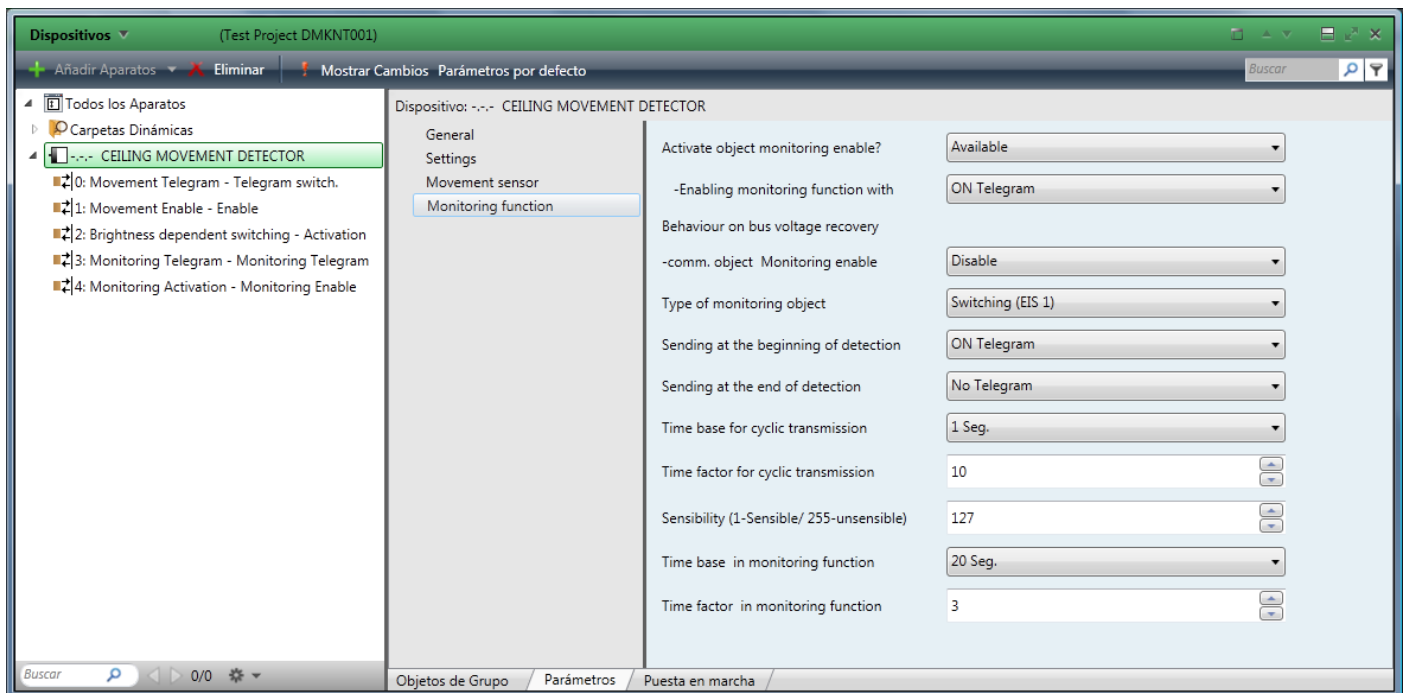 Dispositivos (Test Project DMKNT001)
Añadir Aparatos Eliminar Mostrar Cambios Parámetros por defecto Buscar
Todos los Aparatos
Carpetas Dinámicas
-.-.- CEILING MOVEMENT DETECTOR
0: Movement Telegram - Telegram switch.
1: Movement Enable - Enable
2: Brightness dependent switching - Activation
3: Monitoring Telegram - Monitoring Telegram
4: Monitoring Activation - Monitoring Enable
Buscar 0/0
Dispositivo: -.-.- CEILING MOVEMENT DETECTOR
General
Settings
Movement sensor
Monitoring function
Activate object monitoring enable? Available
-Enabling monitoring function with ON Telegram
Behaviour on bus voltage recovery
-comm. object Monitoring enable Disable
Type of monitoring object Switching (EIS 1)
Sending at the beginning of detection ON Telegram
Sending at the end of detection No Telegram
Time base for cyclic transmission 1 Seg.
Time factor for cyclic transmission 10
Sensibility (1-Sensible/ 255-unsensible) 127
Time base in monitoring function 20 Seg.
Time factor in monitoring function 3
Objetos de Grupo Parámetros Puesta en marcha